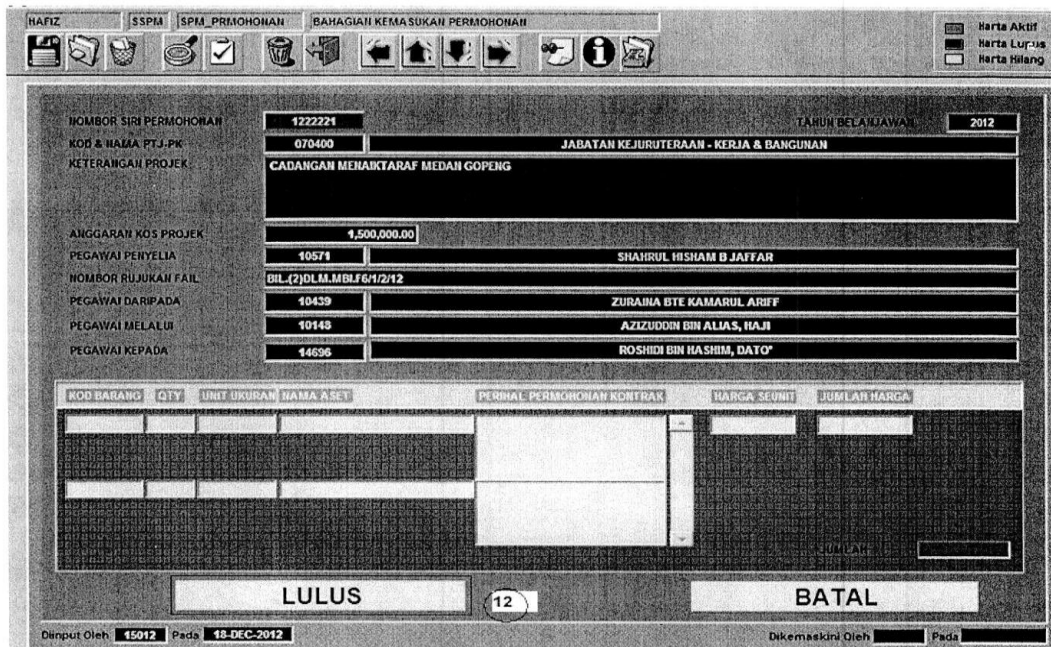 HAFIZ SSPM SPM_PRMOHONAN BAHAGIAN KEMASUKAN PERMOHONAN
Harta Aktif
Harta Lupus
Harta Hilang
NOMBOR SIRI PERMOHONAN 1222221 TAHUN BELANJAWAN 2012
KOD & NAMA PTJ-PK 070400 JABATAN KEJURUTERAAN - KERJA & BANGUNAN
KETERANGAN PROJEK CADANGAN MENAIKTARAF MEDAN GOPENG
ANGGARAN KOS PROJEK 1,500,000.00
PEGAWAI PENYELIA 10571 SHAHRUL HISHAM B JAFFAR
NOMBOR RUJUKAN FAIL BIL.(2)DLM.MBI.F6/1/2/12
PEGAWAI DARIPADA 10439 ZURAINA BTE KAMARUL ARIFF
PEGAWAI MELALUI 10148 AZIZUDDIN BIN ALIAS, HAJI
PEGAWAI KEPADA 14696 ROSHIDI BIN HASHIM, DATO'
KOD BARANG QTY UNIT UKURAN NAMA ASET PERIHAL PERMOHONAN KONTRAK HARGA SEUNIT JUMLAH HARGA
JUMLAH
LULUS 12 BATAL
Diinput Oleh 15012 Pada 18-DEC-2012 Dikemaskini Oleh Pada